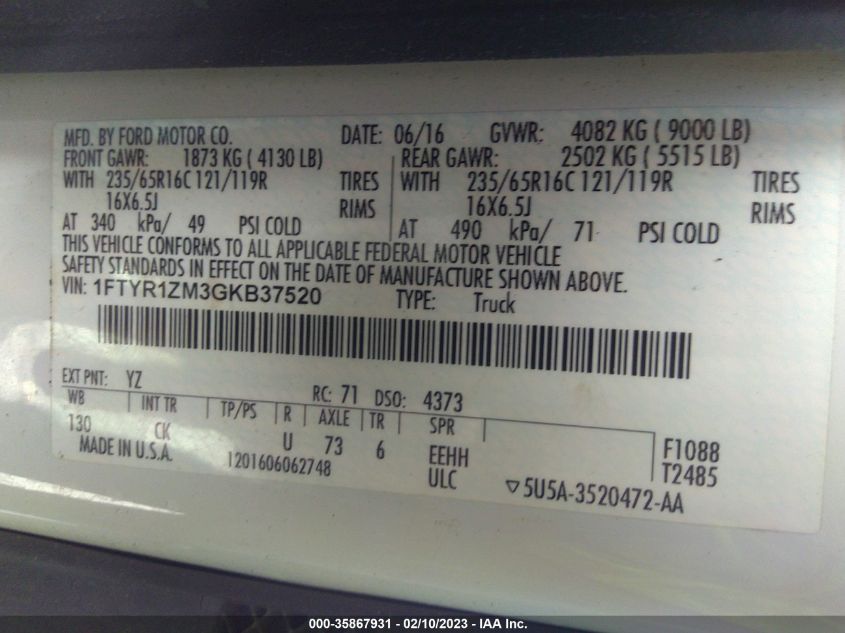 MFD. BY FORD MOTOR CO. DATE: 06/16 GVWR: 4082 KG ( 9000 LB)
FRONT GAWR: 1873 KG ( 4130 LB) REAR GAWR: 2502 KG ( 5515 LB)
WITH 235/65R16C 121/119R TIRES WITH 235/65R16C 121/119R TIRES
16X6.5J RIMS 16X6.5J RIMS
AT 340 kPa/ 49 PSI COLD AT 490 kPa/ 71 PSI COLD
THIS VEHICLE CONFORMS TO ALL APPLICABLE FEDERAL MOTOR VEHICLE
SAFETY STANDARDS IN EFFECT ON THE DATE OF MANUFACTURE SHOWN ABOVE.
VIN: 1FTYR1ZM3GKB37520 TYPE: Truck
EXT PNT: YZ RC: 71 DSO: 4373
WB INT TR TP/PS R AXLE TR SPR
130 CK U 73 6 EEHH F1088
MADE IN U.S.A. 1201606062748 ULC T2485
5U5A-3520472-AA
000-35867931 - 02/10/2023 - IAA Inc.